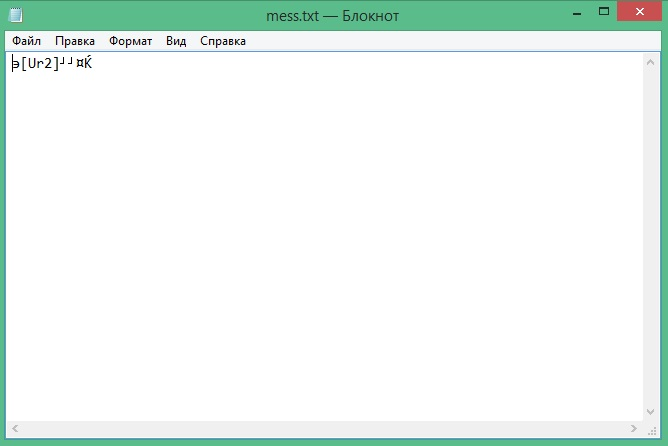 mess.txt — Блокнот
Файл Правка Формат Вид Справка
э[Ur2]┘┘¤Ќ